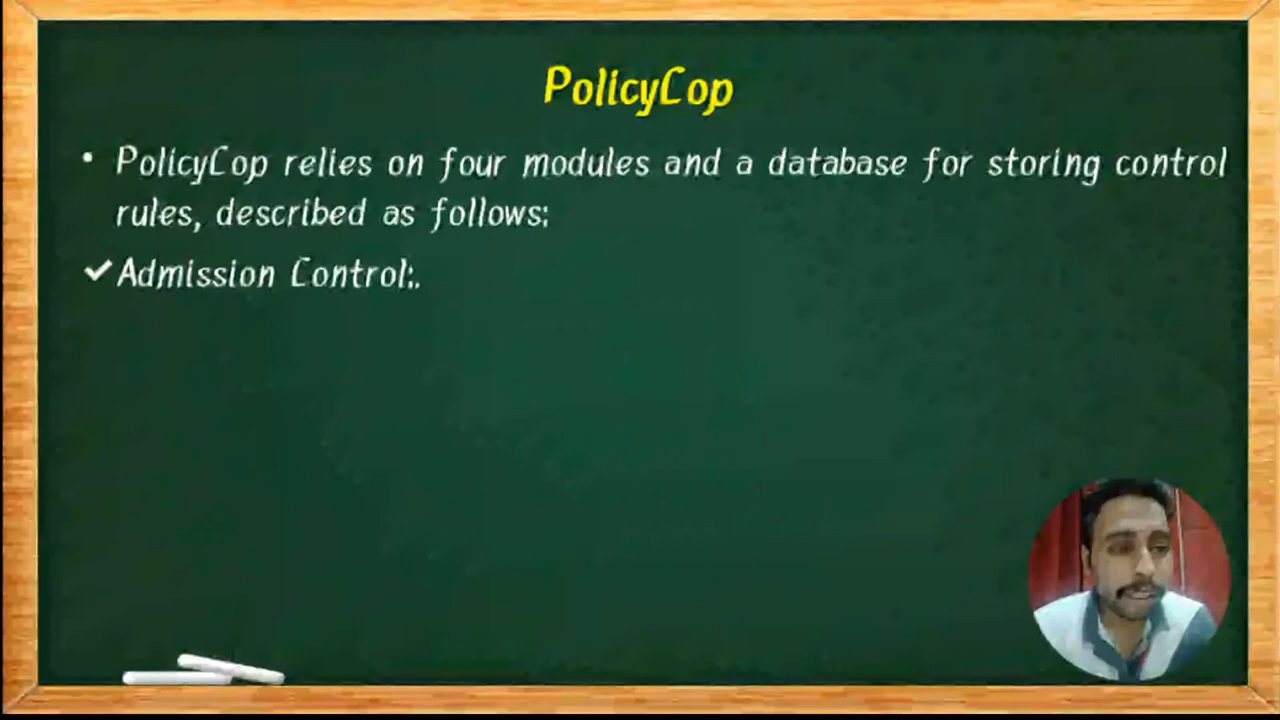 PolicyCop
• PolicyCop relies on four modules and a database for storing control
rules, described as follows:
✓Admission Control:.